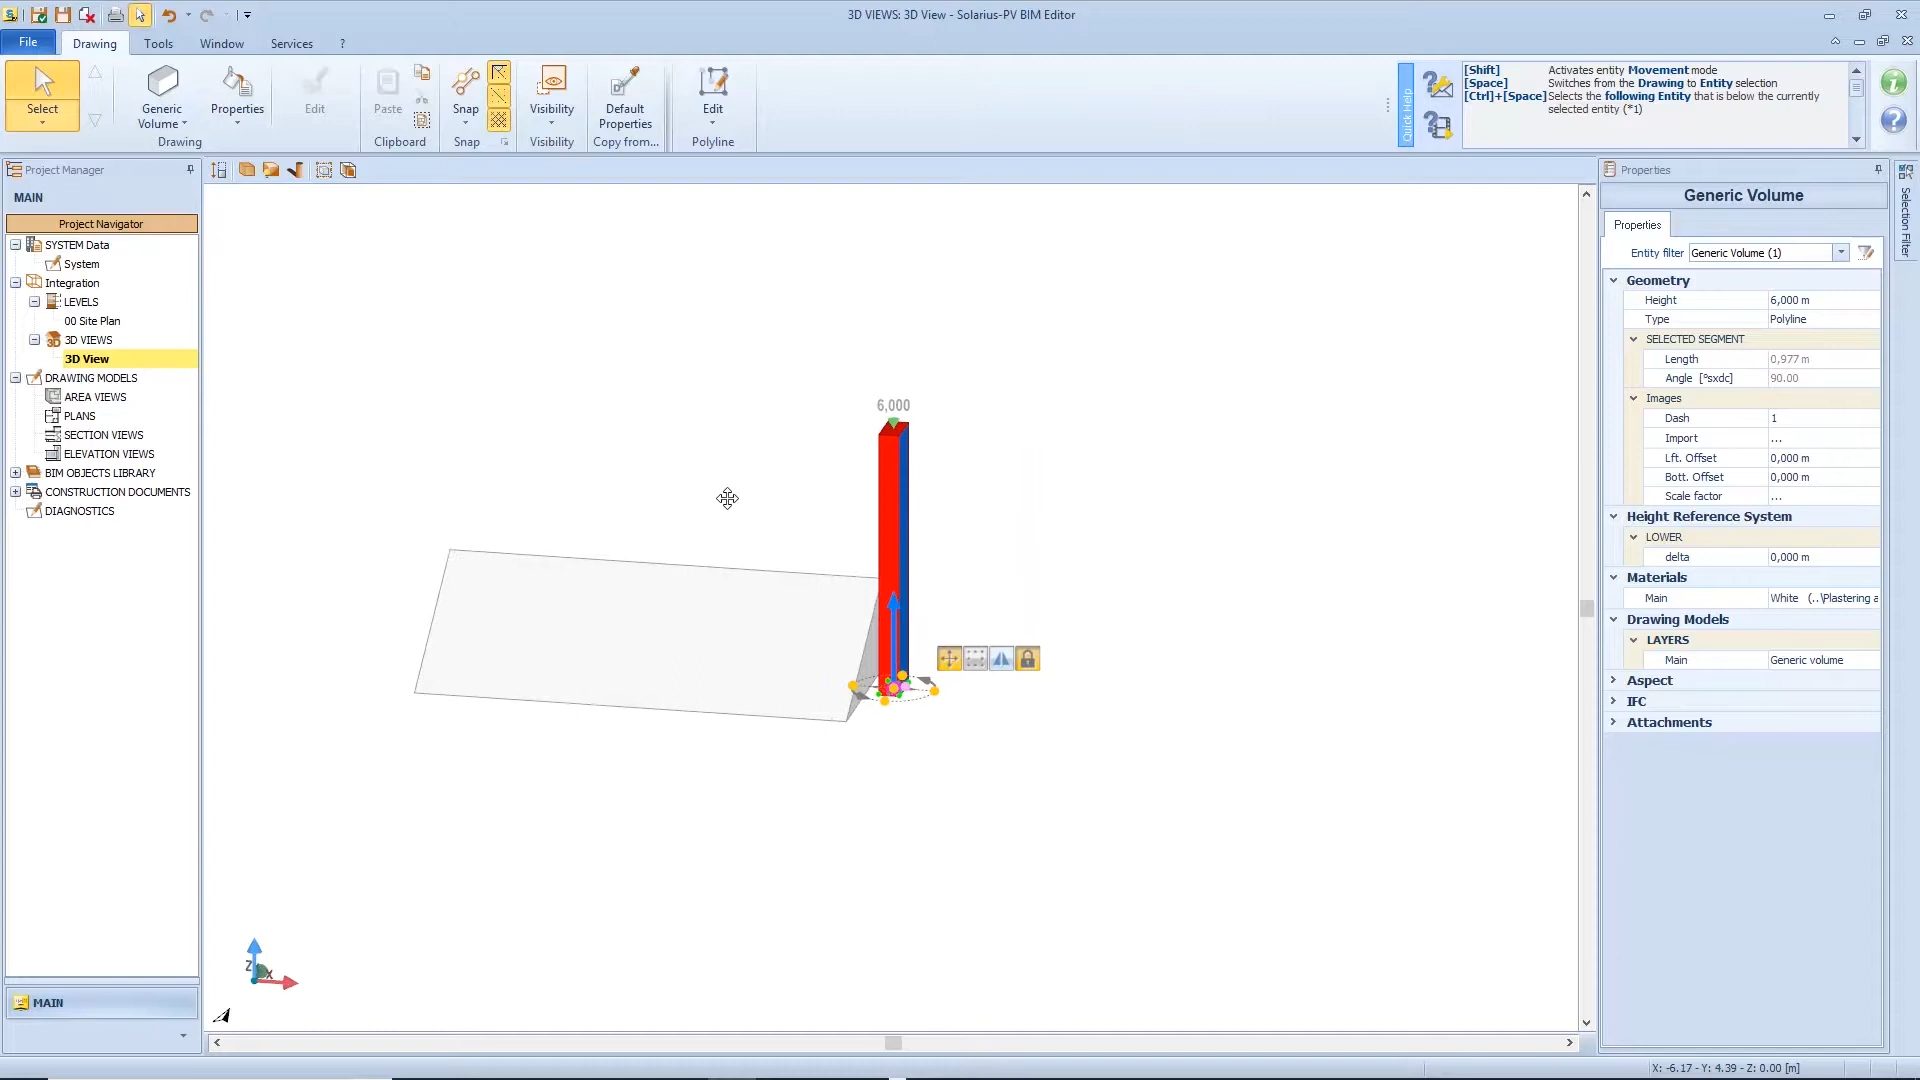 3D VIEWS: 3D View - Solarius-PV BIM Editor
File
Drawing
Tools
Window
Services
?
Select
Generic
Volume
Properties
Drawing
Edit
Paste
Clipboard
Snap
Snap
Visibility
Visibility
Default
Properties
Copy from...
Edit
Polyline
Quick Help
[Shift] Activates entity Movement mode
[Space] Switches from the Drawing to Entity selection
[Ctrl]+[Space] Selects the following Entity that is below the currently
selected entity (*1)
Project Manager
MAIN
Project Navigator
SYSTEM Data
System
Integration
LEVELS
00 Site Plan
3D VIEWS
3D View
DRAWING MODELS
AREA VIEWS
PLANS
SECTION VIEWS
ELEVATION VIEWS
BIM OBJECTS LIBRARY
CONSTRUCTION DOCUMENTS
DIAGNOSTICS
MAIN
6,000
Z
X
Properties
Generic Volume
Properties
Entity filter Generic Volume (1)
Geometry
Height 6,000 m
Type Polyline
SELECTED SEGMENT
Length 0,977 m
Angle [°sxdc] 90.00
Images
Dash 1
Import ...
Lft. Offset 0,000 m
Bott. Offset 0,000 m
Scale factor ...
Height Reference System
LOWER
delta 0,000 m
Materials
Main White (..\Plastering a
Drawing Models
LAYERS
Main Generic volume
Aspect
IFC
Attachments
Selection Filter
X: -6.17 - Y: 4.39 - Z: 0.00 [m]